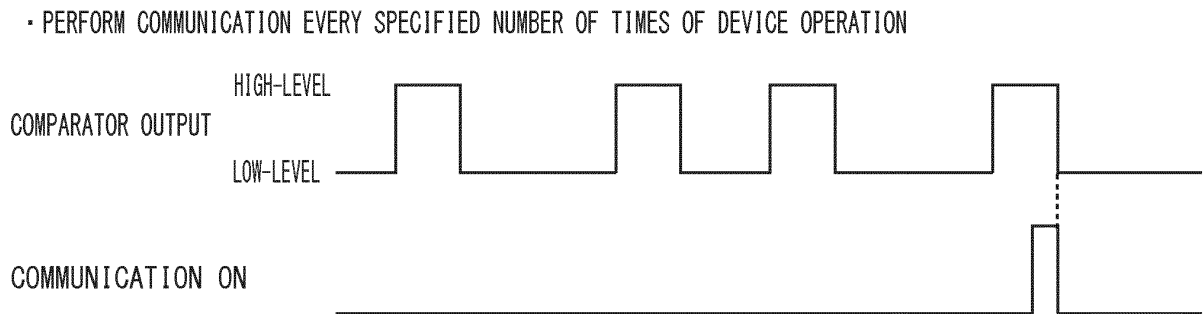 ・PERFORM COMMUNICATION EVERY SPECIFIED NUMBER OF TIMES OF DEVICE OPERATION
HIGH-LEVEL
COMPARATOR OUTPUT
LOW-LEVEL
COMMUNICATION ON